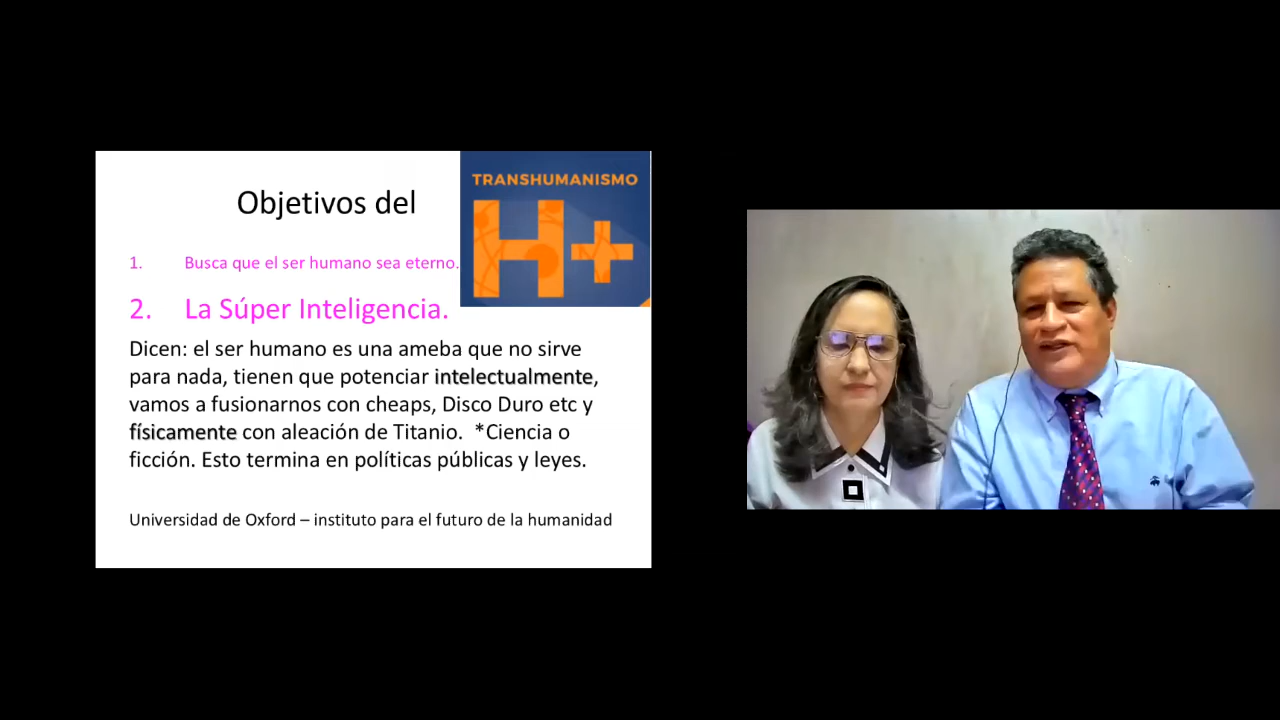 Objetivos del
TRANSHUMANISMO
H+
1. Busca que el ser humano sea eterno.
2. La Súper Inteligencia.
Dicen: el ser humano es una ameba que no sirve
para nada, tienen que potenciar intelectualmente,
vamos a fusionarnos con cheaps, Disco Duro etc y
físicamente con aleación de Titanio. *Ciencia o
ficción. Esto termina en políticas públicas y leyes.
Universidad de Oxford – instituto para el futuro de la humanidad